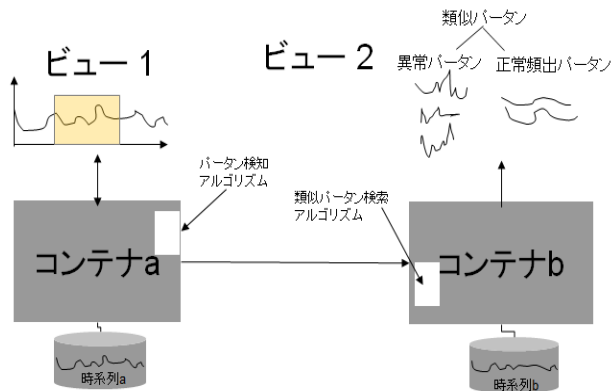 ビュー 1
ビュー 2
類似パータン
異常パータン
正常頻出パータン
パータン検知
アルゴリズム
類似パータン検索
アルゴリズム
コンテナa
コンテナb
時系列a
時系列b